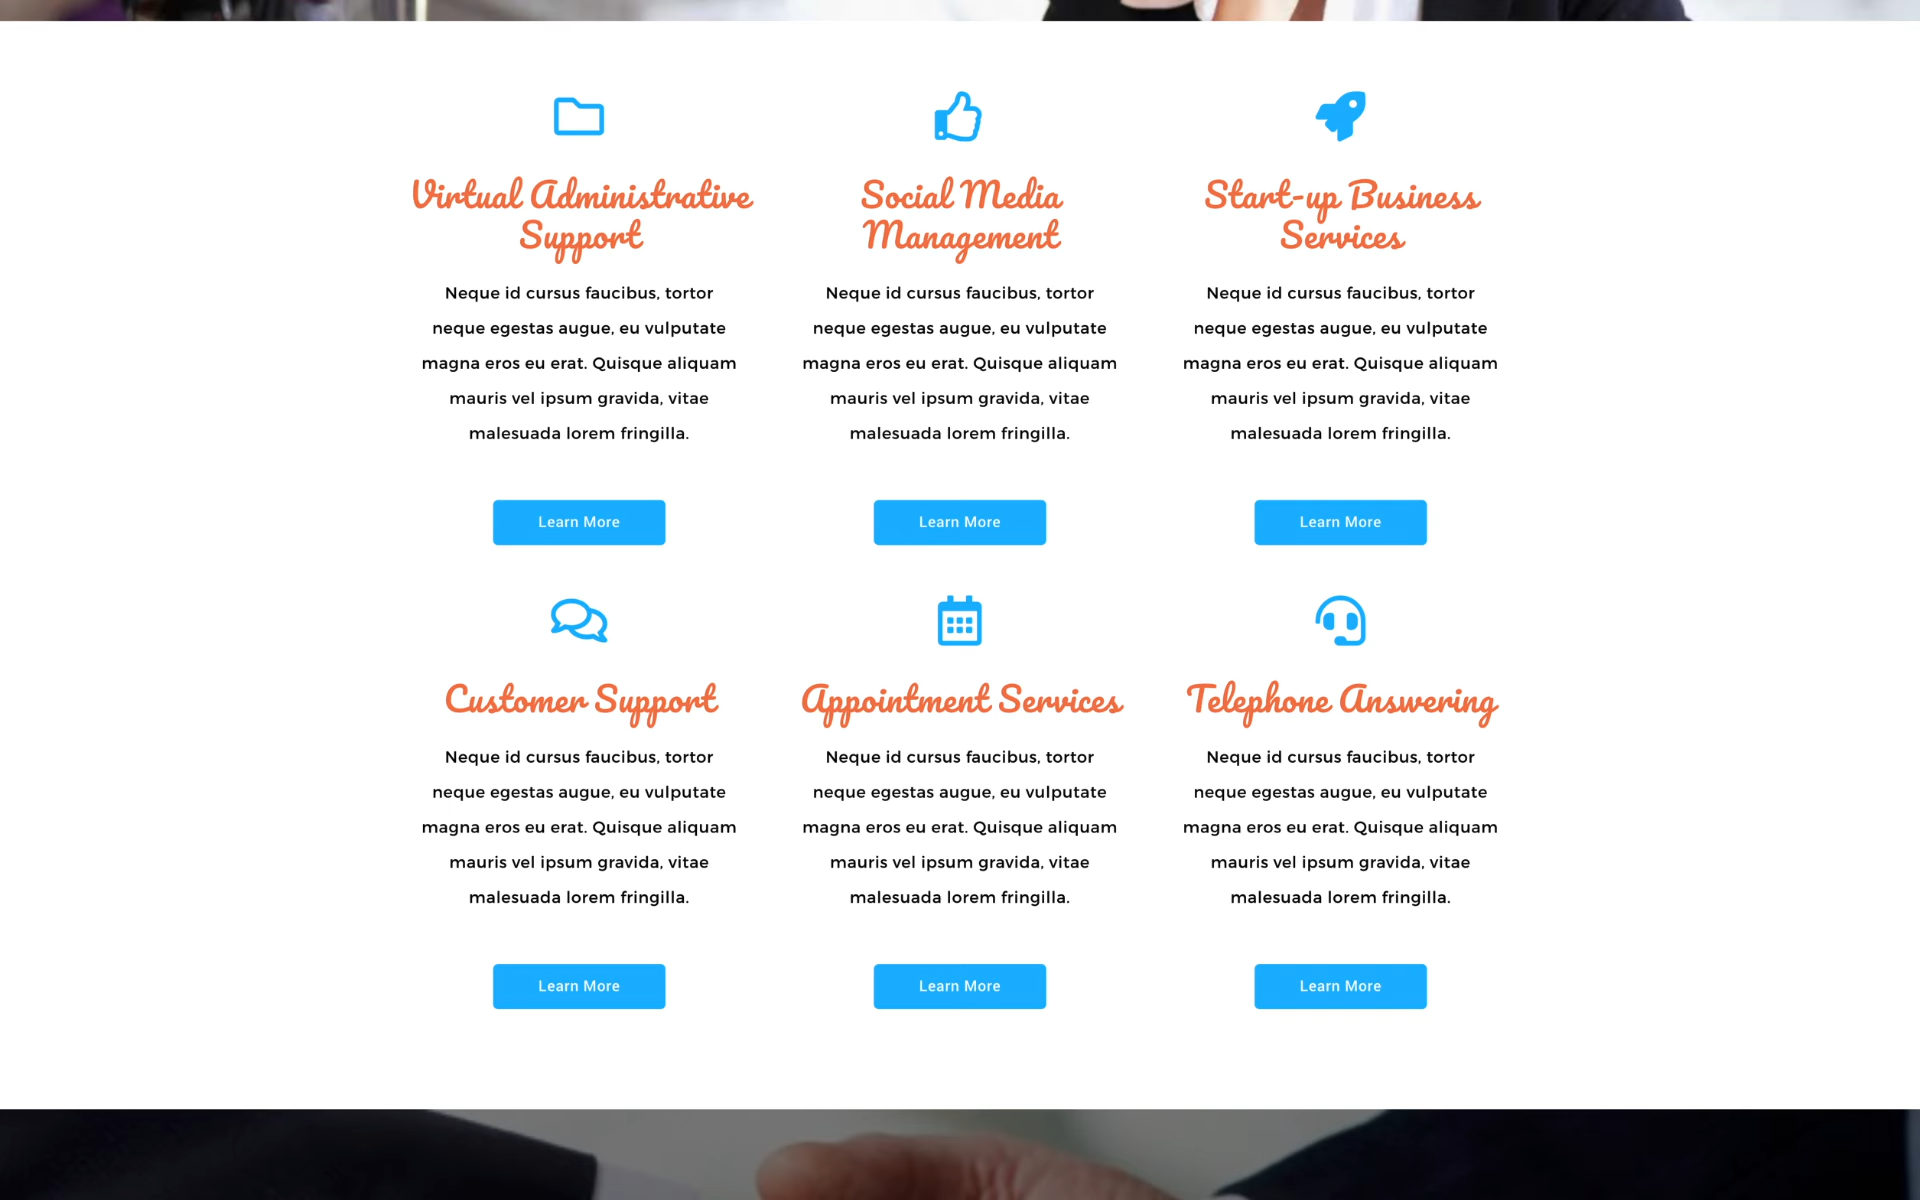 Virtual Administrative
Support
Neque id cursus faucibus, tortor
neque egestas augue, eu vulputate
magna eros eu erat. Quisque aliquam
mauris vel ipsum gravida, vitae
malesuada lorem fringilla.
Learn More
Social Media
Management
Neque id cursus faucibus, tortor
neque egestas augue, eu vulputate
magna eros eu erat. Quisque aliquam
mauris vel ipsum gravida, vitae
malesuada lorem fringilla.
Learn More
Start-up Business
Services
Neque id cursus faucibus, tortor
neque egestas augue, eu vulputate
magna eros eu erat. Quisque aliquam
mauris vel ipsum gravida, vitae
malesuada lorem fringilla.
Learn More
Customer Support
Neque id cursus faucibus, tortor
neque egestas augue, eu vulputate
magna eros eu erat. Quisque aliquam
mauris vel ipsum gravida, vitae
malesuada lorem fringilla.
Learn More
Appointment Services
Neque id cursus faucibus, tortor
neque egestas augue, eu vulputate
magna eros eu erat. Quisque aliquam
mauris vel ipsum gravida, vitae
malesuada lorem fringilla.
Learn More
Telephone Answering
Neque id cursus faucibus, tortor
neque egestas augue, eu vulputate
magna eros eu erat. Quisque aliquam
mauris vel ipsum gravida, vitae
malesuada lorem fringilla.
Learn More